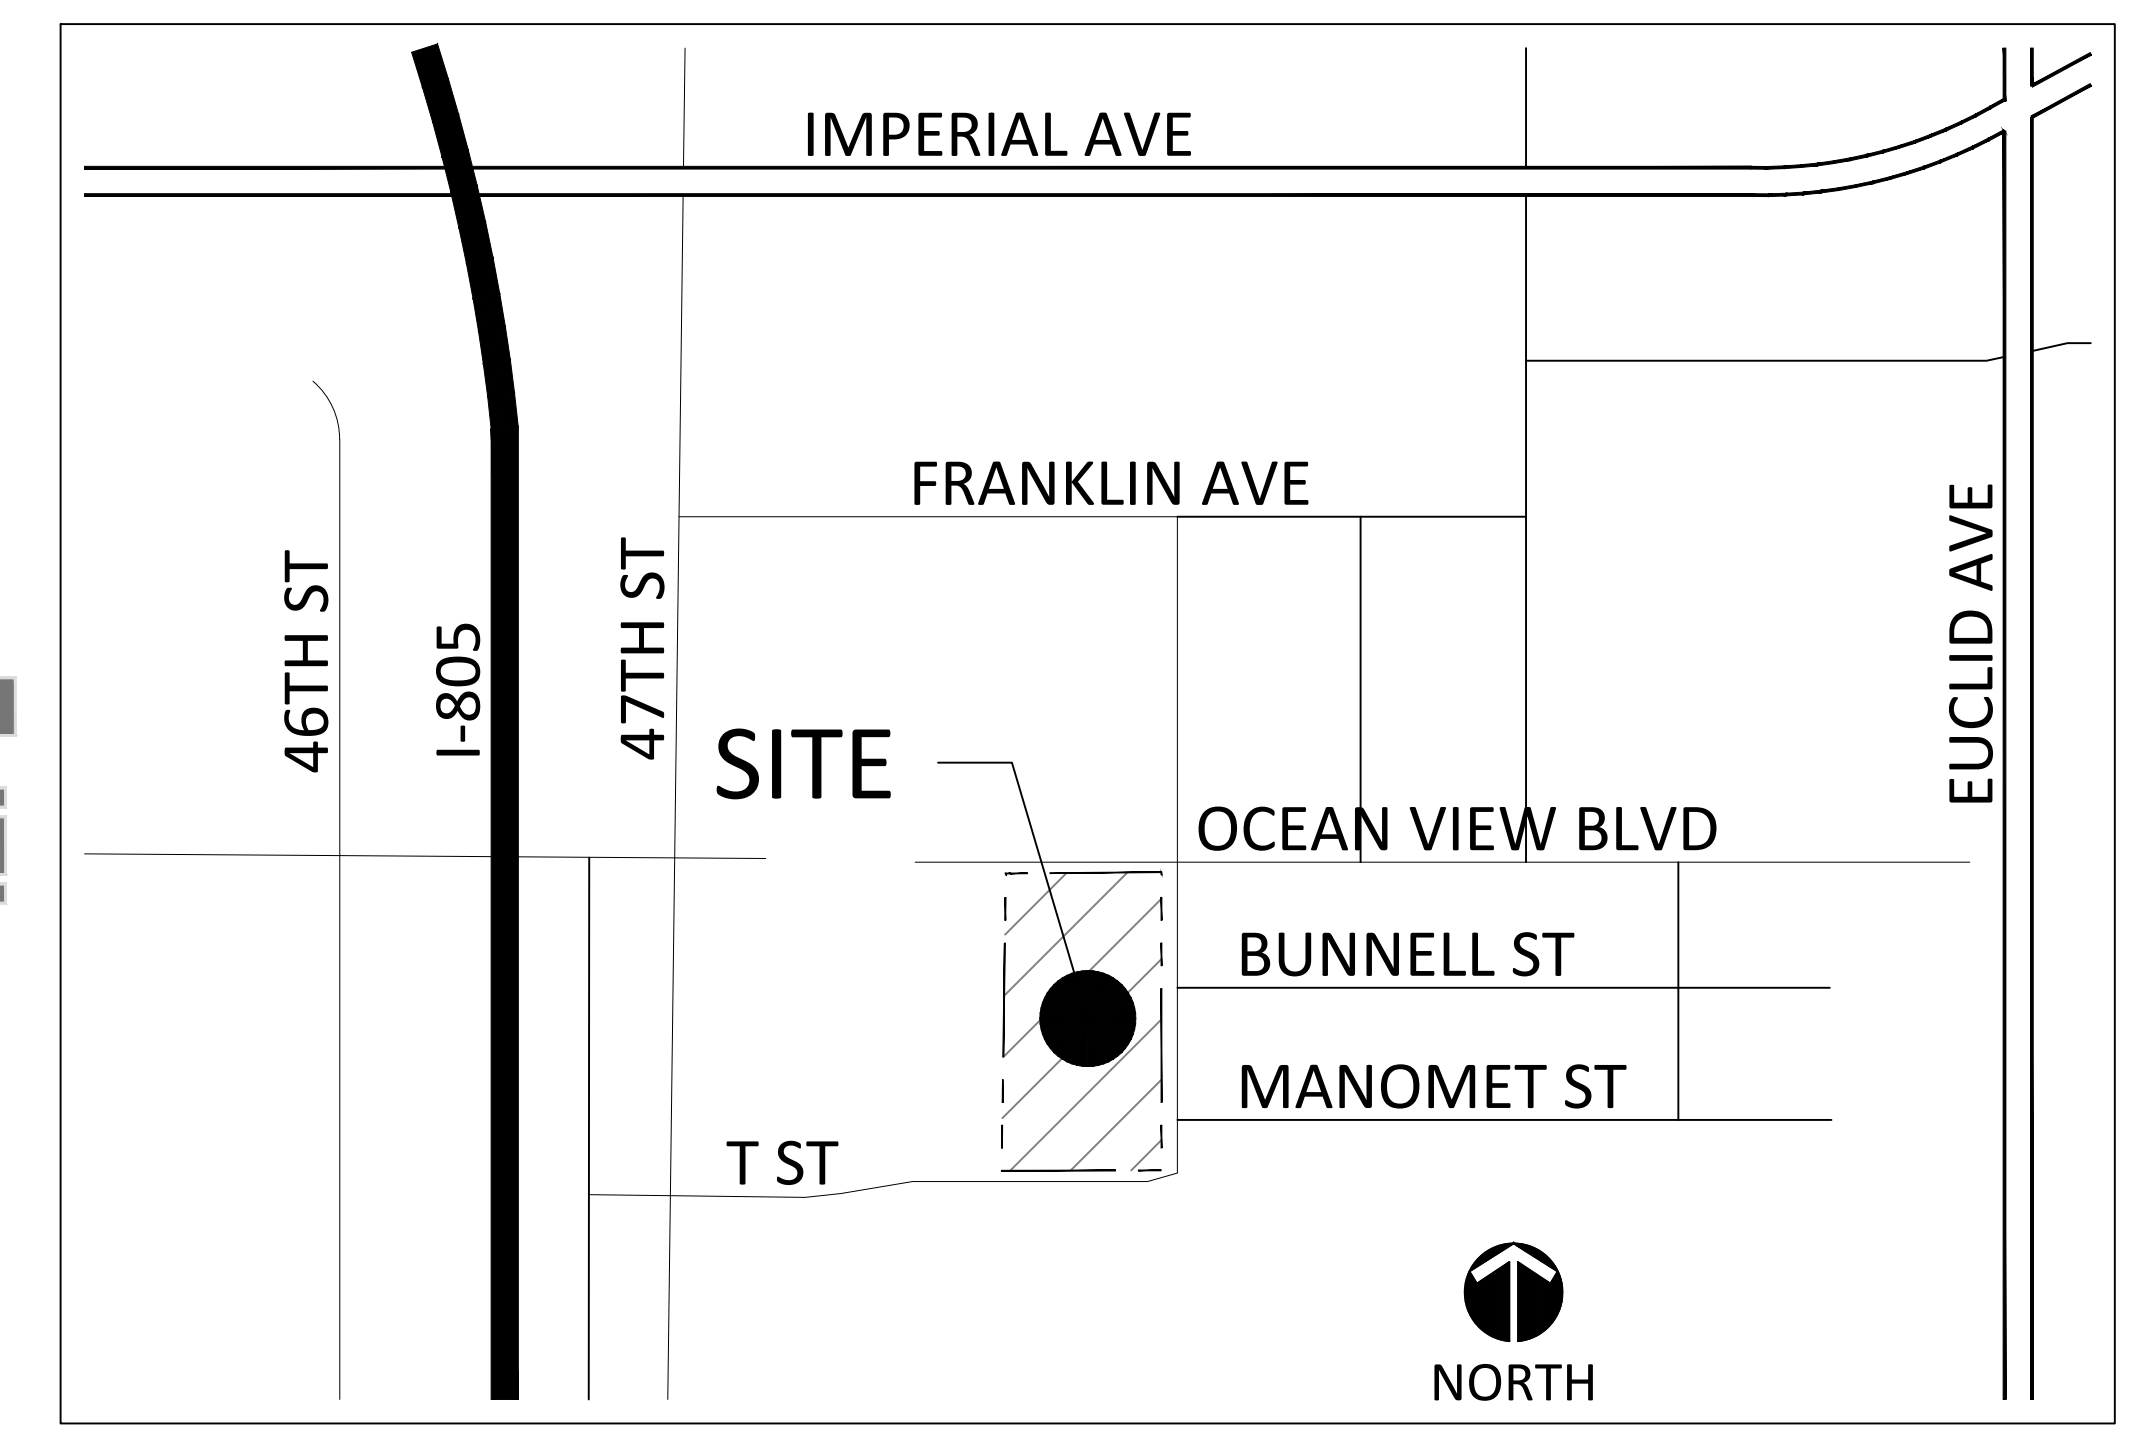 IMPERIAL AVE
FRANKLIN AVE
46TH ST
I-805
47TH ST
EUCLID AVE
SITE
OCEAN VIEW BLVD
BUNNELL ST
MANOMET ST
T ST
NORTH